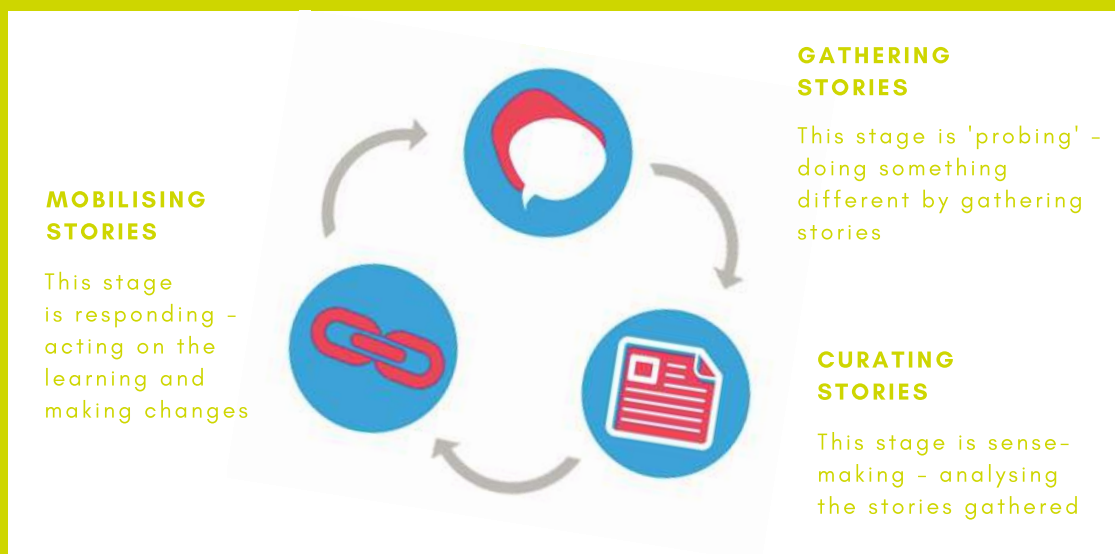 GATHERING
STORIES
This stage is 'probing' -
doing something
different by gathering
stories
MOBILISING
STORIES
This stage
is responding -
acting on the
learning and
making changes
CURATING
STORIES
This stage is sense-
making - analysing
the stories gathered